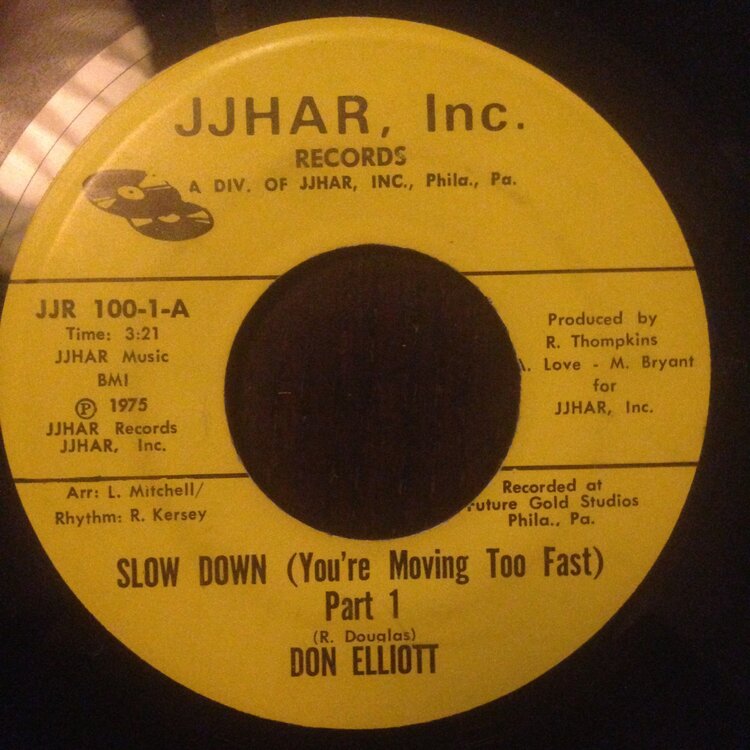 JJHAR, Inc.
RECORDS
A DIV. OF JJHAR, INC., Phila., Pa.
JJR 100-1-A
Time: 3:21
JJHAR Music
BMI
Ⓟ 1975
JJHAR Records
JJHAR, Inc.
Arr: L. Mitchell/
Rhythm: R. Kersey
Produced by
R. Thompkins
Love - M. Bryant
for
JJHAR, Inc.
Recorded at
Future Gold Studios
Phila., Pa.
SLOW DOWN (You're Moving Too Fast)
Part 1
(R. Douglas)
DON ELLIOTT